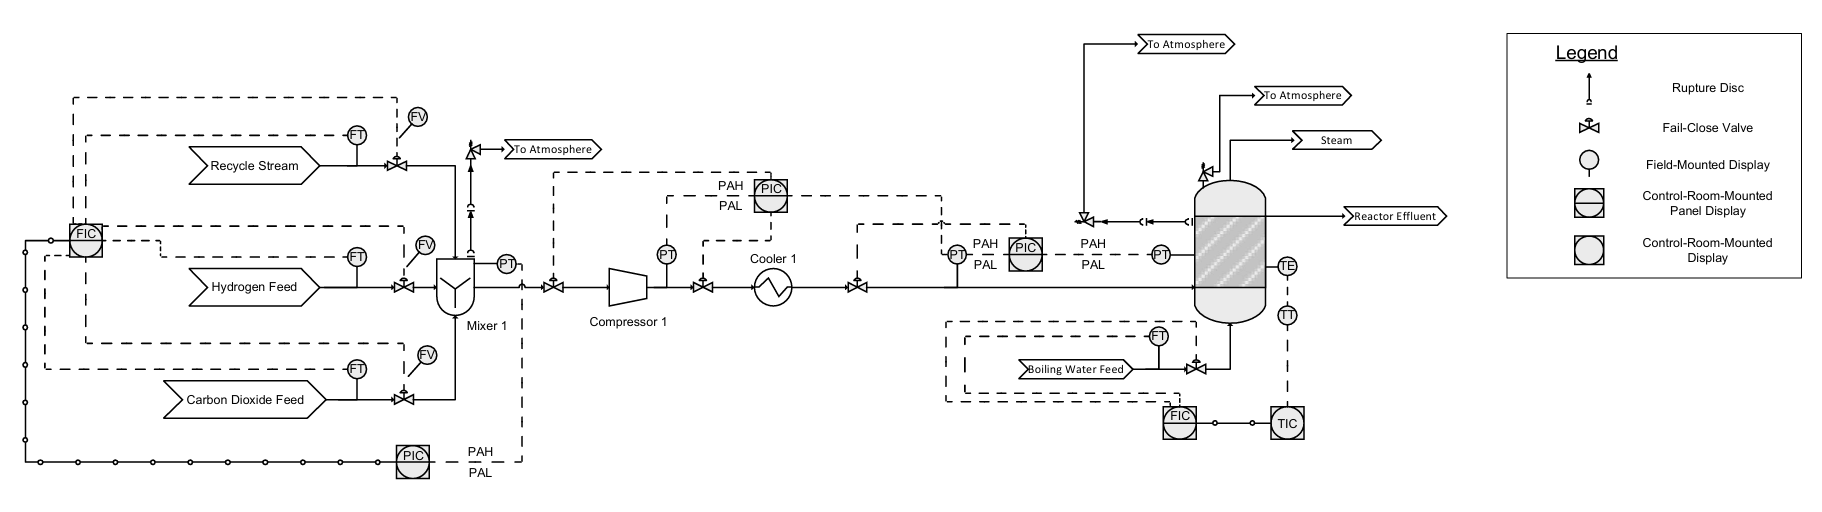 To Atmosphere
Legend
Rupture Disc
To Atmosphere
FV
Fail-Close Valve
FT
Steam
To Atmosphere
Recycle Stream
Field-Mounted Display
PAH
PIC
PAL
Control-Room-Mounted
Panel Display
Reactor Effluent
FIC
FV
PAH
PIC
PAH
Control-Room-Mounted
Display
FT
PT
PT
PT
PT
PAL
PAL
Cooler 1
TE
Hydrogen Feed
Mixer 1
Compressor 1
TT
FT
FV
FT
Boiling Water Feed
Carbon Dioxide Feed
FIC
TIC
PIC
PAH
PAL